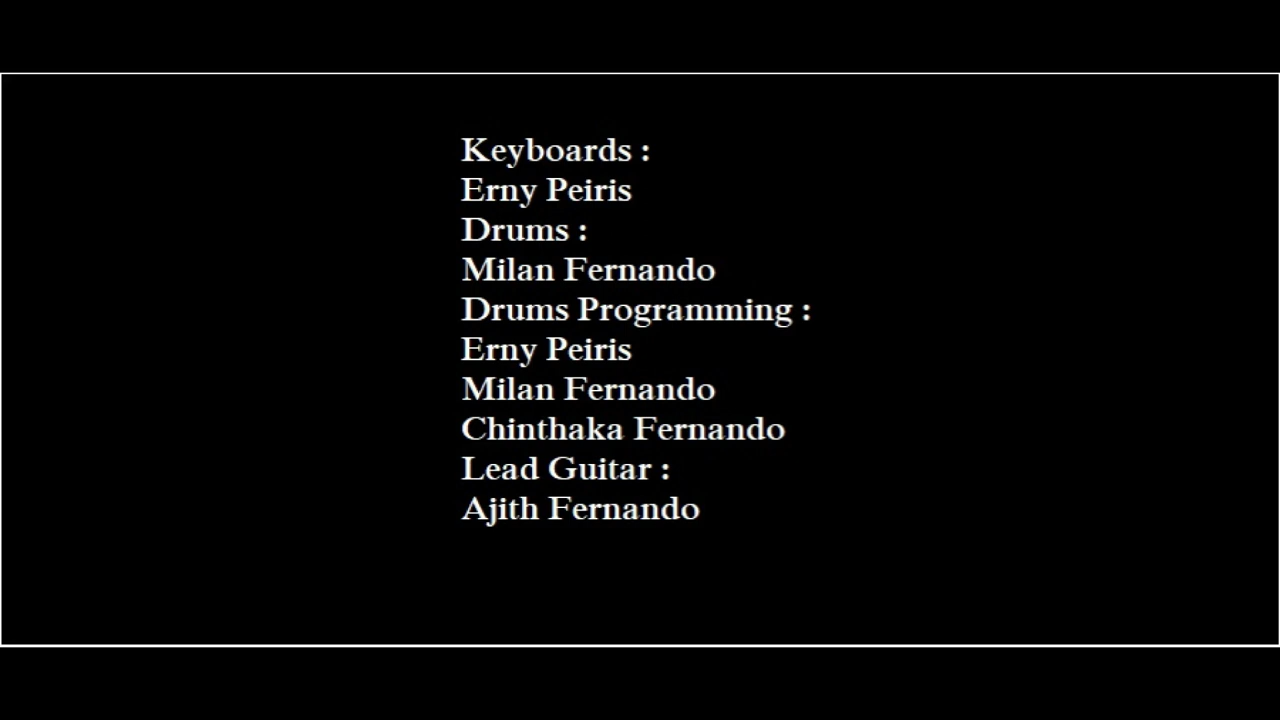 Keyboards :
Erny Peiris
Drums :
Milan Fernando
Drums Programming :
Erny Peiris
Milan Fernando
Chinthaka Fernando
Lead Guitar :
Ajith Fernando